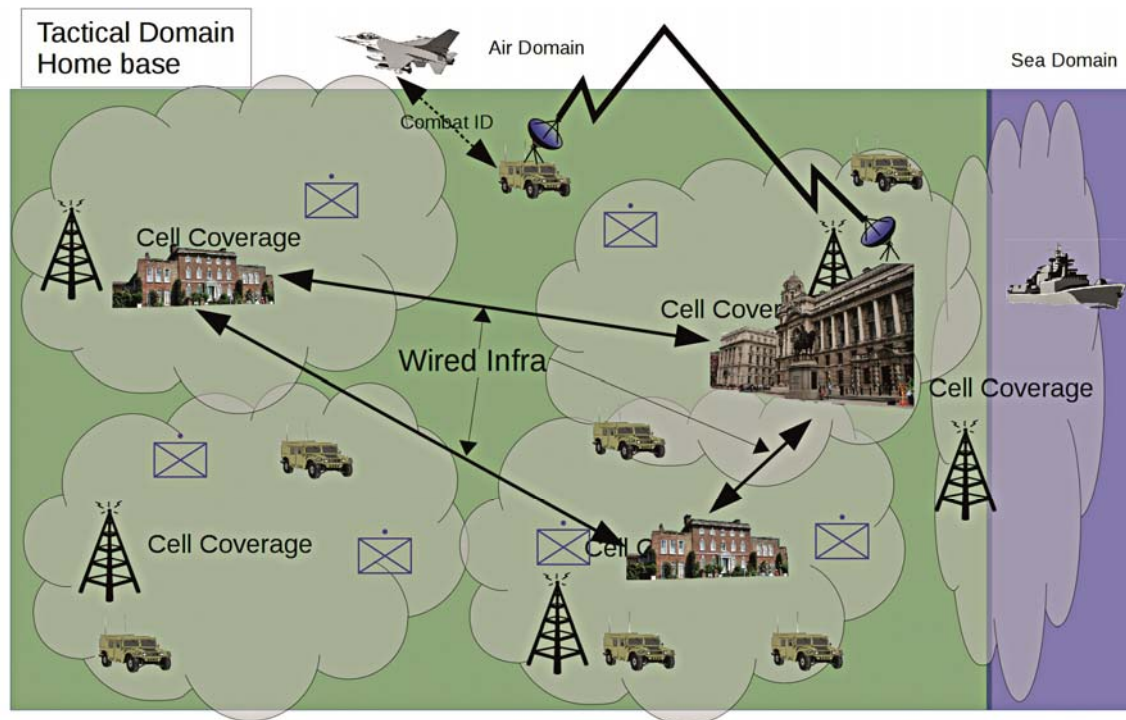 Tactical Domain
Home base
Air Domain
Sea Domain
Combat ID
Cell Coverage
Cell Cover
Wired Infra
Cell Coverage
Cell Coverage
Cell